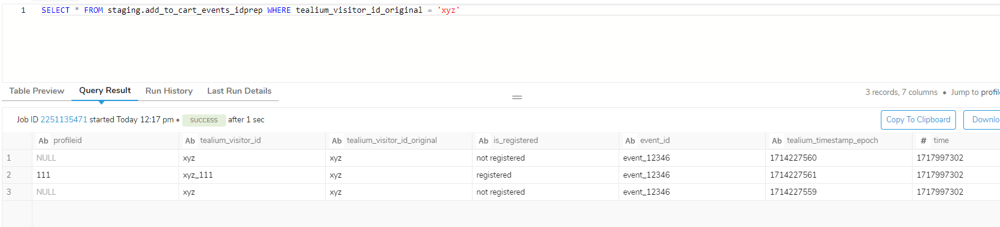 1 SELECT * FROM staging.add_to_cart_events_idprep WHERE tealium_visitor_id_original = 'xyz'
Table Preview Query Result Run History Last Run Details 3 records, 7 columns • Jump to profile
Job ID 2251135471 started Today 12:17 pm • SUCCESS after 1 sec Copy To Clipboard Downlo
Ab profileid Ab tealium_visitor_id Ab tealium_visitor_id_original Ab is_registered Ab event_id Ab tealium_timestamp_epoch # time
1 NULL xyz xyz not registered event_12346 1714227560 1717997302
2 111 xyz_111 xyz registered event_12346 1714227561 1717997302
3 NULL xyz xyz not registered event_12346 1714227559 1717997302